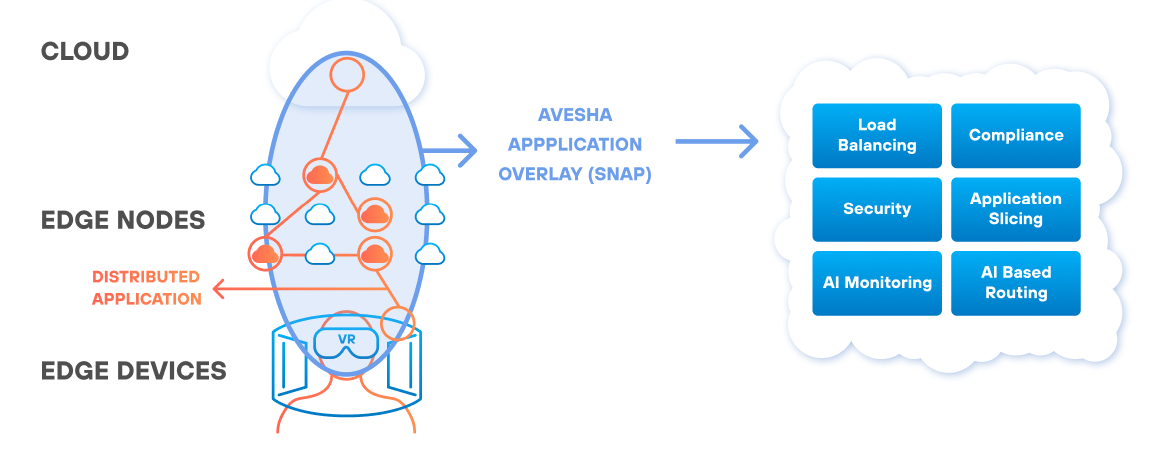 CLOUD
EDGE NODES
DISTRIBUTED
APPLICATION
EDGE DEVICES
VR
AVESHA
APPPLICATION
OVERLAY (SNAP)
Load
Balancing
Compliance
Security
Application
Slicing
AI Monitoring
AI Based
Routing